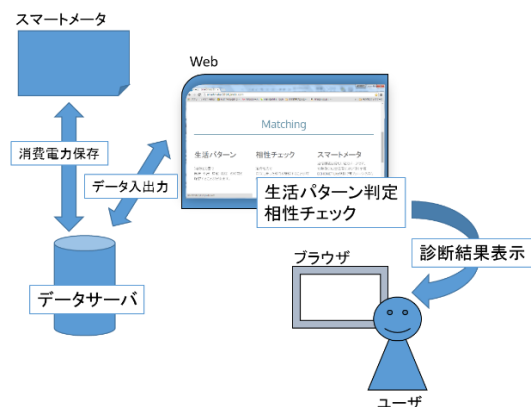 スマートメータ
Web
Matching
生活パターン
相性チェック
スマートメータ
消費電力保存
データ入出力
生活パターン判定
相性チェック
ブラウザ
診断結果表示
データサーバ
ユーザ